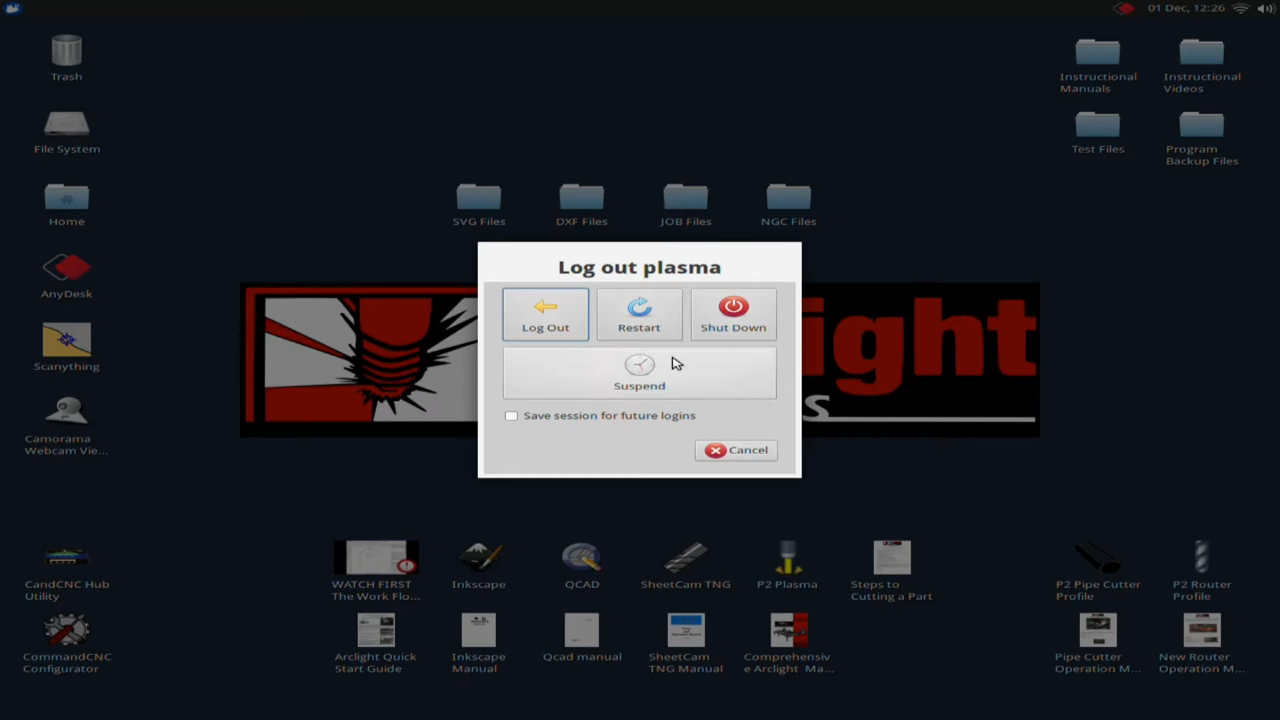 01 Dec, 12:26
Trash
File System
Home
AnyDesk
Scanything
Camorama
Webcam Vie...
CandCNC Hub
Utility
CommandCNC
Configurator
Instructional
Manuals
Instructional
Videos
Test Files
Program
Backup Files
SVG Files
DXF Files
JOB Files
NGC Files
Log out plasma
Log Out
Restart
Shut Down
Suspend
Save session for future logins
Cancel
WATCH FIRST
The Work Flo...
Inkscape
QCAD
SheetCam TNG
P2 Plasma
Steps to
Cutting a Part
P2 Pipe Cutter
Profile
P2 Router
Profile
Arclight Quick
Start Guide
Inkscape
Manual
Qcad manual
SheetCam
TNG Manual
Comprehensiv
e Arclight Ma...
Pipe Cutter
Operation M...
New Router
Operation M...